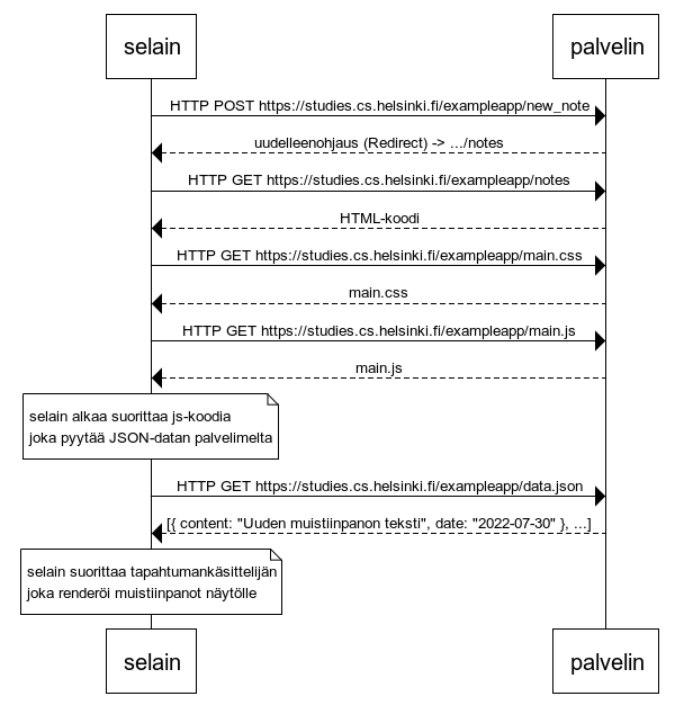 selain
palvelin
HTTP POST https://studies.cs.helsinki.fi/exampleapp/new_note
uudelleenohjaus (Redirect) -> .../notes
HTTP GET https://studies.cs.helsinki.fi/exampleapp/notes
HTML-koodi
HTTP GET https://studies.cs.helsinki.fi/exampleapp/main.css
main.css
HTTP GET https://studies.cs.helsinki.fi/exampleapp/main.js
main.js
selain alkaa suorittaa js-koodia
joka pyytää JSON-datan palvelimelta
HTTP GET https://studies.cs.helsinki.fi/exampleapp/data.json
[{ content: "Uuden muistiinpanon teksti", date: "2022-07-30" }, ...]
selain suorittaa tapahtumankäsittelijän
joka renderöi muistiinpanot näytölle
selain
palvelin